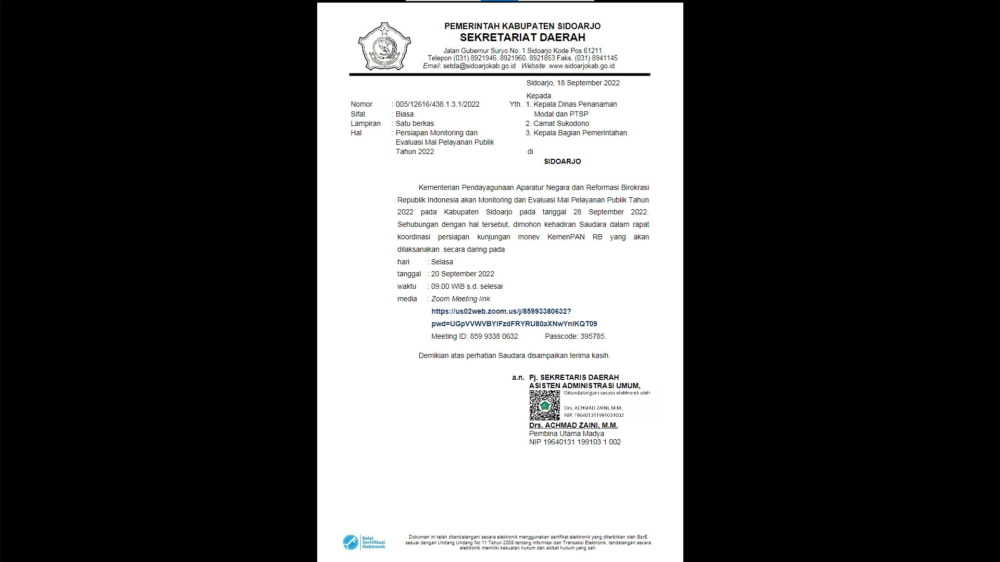 PEMERINTAH KABUPATEN SIDOARJO
SEKRETARIAT DAERAH
Jalan Gubernur Suryo No. 1 Sidoarjo Kode Pos 61211
Telepon (031) 8921946, 8921960, 8921853 Faks. (031) 8941145
Email: setda@sidoarjokab.go.id Website: www.sidoarjokab.go.id
Sidoarjo, 18 September 2022
Kepada
Nomor : 005/12616/438.1.3.1/2022 Yth. 1. Kepala Dinas Penanaman
Sifat : Biasa Modal dan PTSP
Lampiran : Satu berkas 2. Camat Sukodono
Hal : Persiapan Monitoring dan 3. Kepala Bagian Pemerintahan
Evaluasi Mal Pelayanan Publik
Tahun 2022 di
SIDOARJO
Kementerian Pendayagunaan Aparatur Negara dan Reformasi Birokrasi
Republik Indonesia akan Monitoring dan Evaluasi Mal Pelayanan Publik Tahun
2022 pada Kabupaten Sidoarjo pada tanggal 28 September 2022.
Sehubungan dengan hal tersebut, dimohon kehadiran Saudara dalam rapat
koordinasi persiapan kunjungan monev KemenPAN RB yang akan
dilaksanakan secara daring pada
hari : Selasa
tanggal : 20 September 2022
waktu : 09.00 WIB s.d. selesai
media : Zoom Meeting link
https://us02web.zoom.us/j/85993380632?
pwd=UGpVVWVBYlFzdFRYRU80aXNwYnlKQT09
Meeting ID: 859 9338 0632 Passcode: 395785.
Demikian atas perhatian Saudara disampaikan terima kasih.
a.n. Pj. SEKRETARIS DAERAH
ASISTEN ADMINISTRASI UMUM,
Ditandatangani secara elektronik oleh
Drs. ACHMAD ZAINI, M.M.
NIP. 196401311991031002
Drs. ACHMAD ZAINI, M.M.
Pembina Utama Madya
NIP 19640131 199103 1 002
Balai
Sertifikasi
Elektronik
Dokumen ini telah ditandatangani secara elektronik menggunakan sertifikat elektronik yang diterbitkan oleh BsrE
sesuai dengan Undang Undang No 11 Tahun 2008 tentang Informasi dan Transaksi Elektronik, tandatangan secara
elektronik memiliki kekuatan hukum dan akibat hukum yang sah.